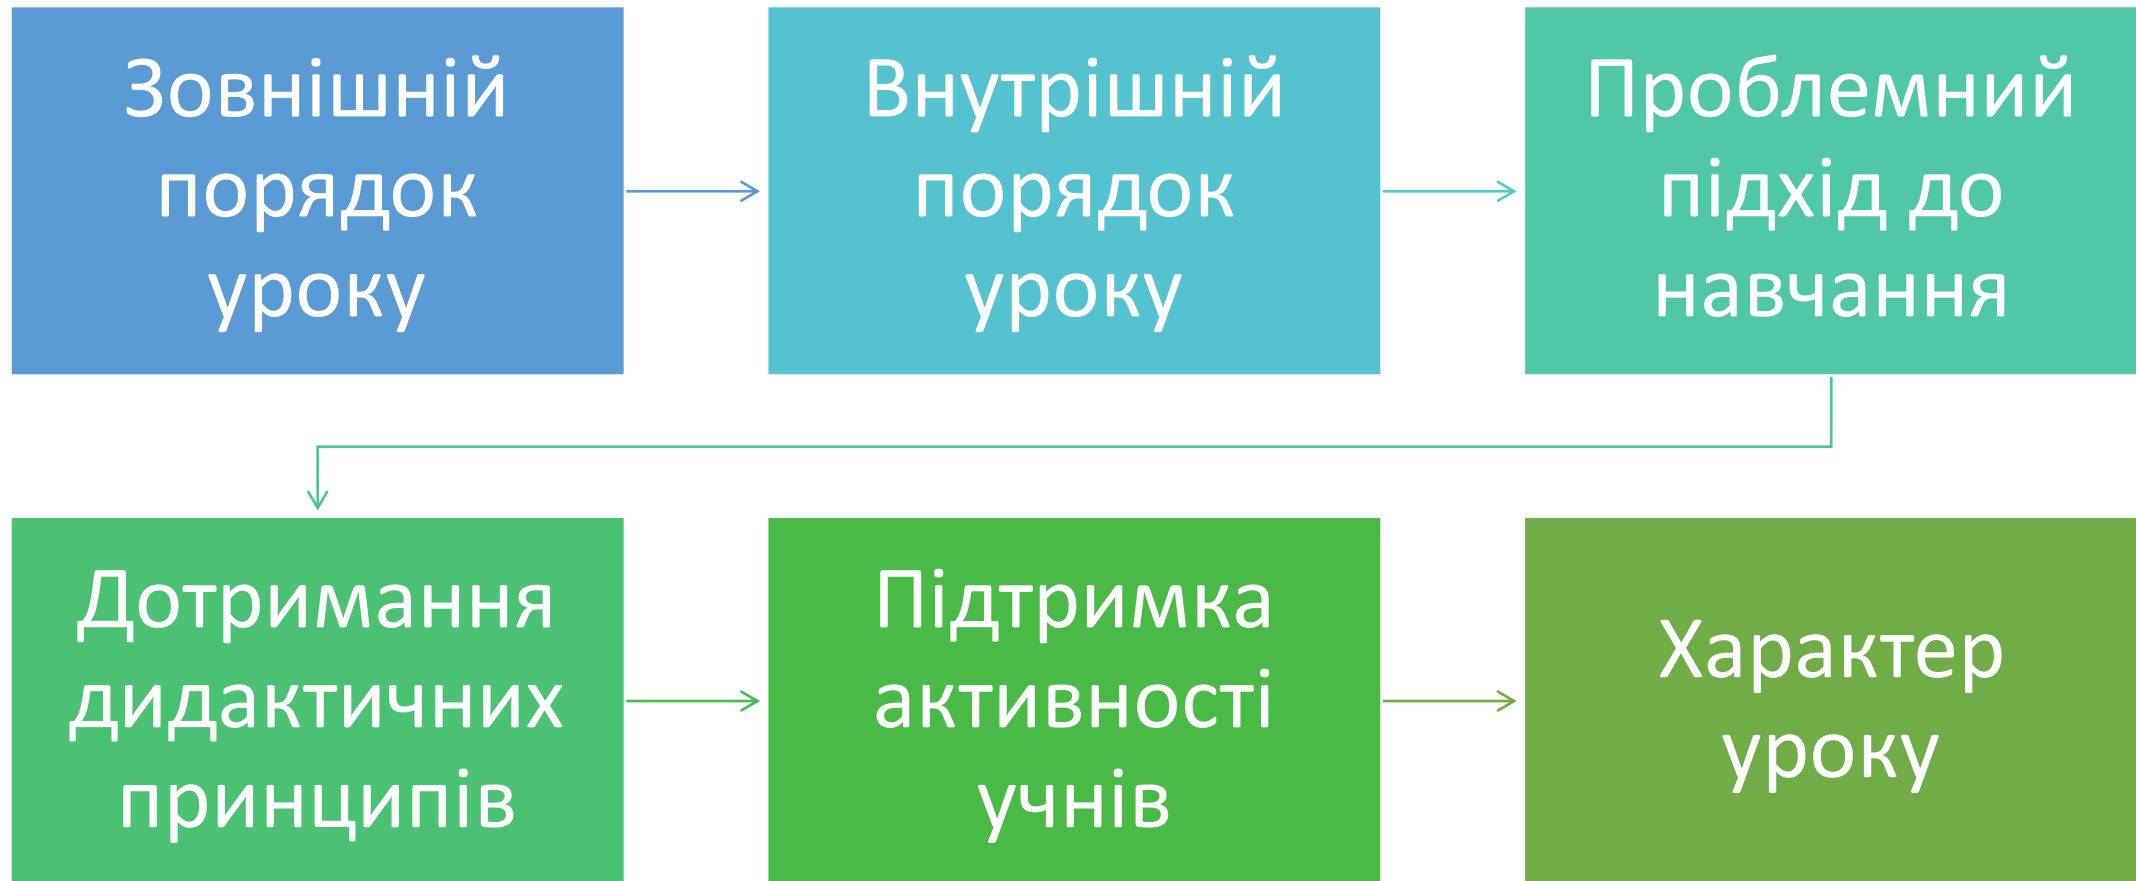 Зовнішній
порядок
уроку
Внутрішній
порядок
уроку
Проблемний
підхід до
навчання
Дотримання
дидактичних
принципів
Підтримка
активності
учнів
Характер
уроку